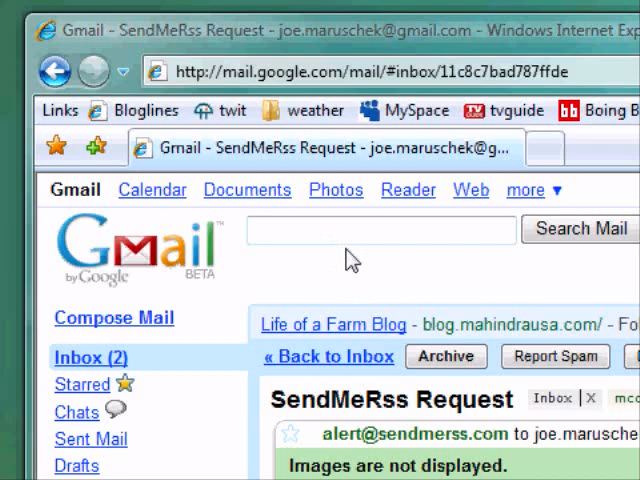 Gmail - SendMeRss Request - joe.maruschek@gmail.com - Windows Internet Exp
http://mail.google.com/mail/#inbox/11c8c7bad787ffde
Links Bloglines twit weather MySpace tvguide Boing B
Gmail - SendMeRss Request - joe.maruschek@g...
Gmail Calendar Documents Photos Reader Web more ▼
Gmail™
by Google BETA
Search Mail
Compose Mail
Life of a Farm Blog - blog.mahindrausa.com/ - Fo
Inbox (2)
« Back to Inbox Archive Report Spam D
Starred
SendMeRss Request Inbox X mcc
Chats
alert@sendmerss.com to joe.marusche
Sent Mail
Images are not displayed.
Drafts